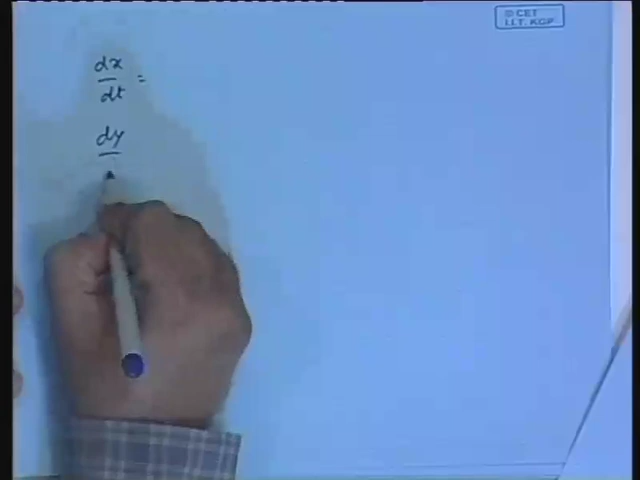 © CET
I.I.T. KGP
dx
dt =
dy